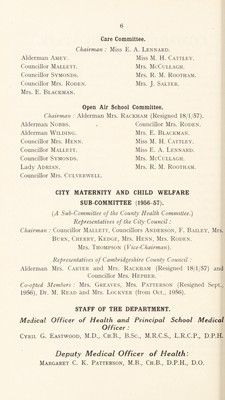 6
Care Committee.
Chairman : Miss E. A. Lennard.
Alderman Amey. Miss M. H. Cattley.
Councillor Mallett. Mrs. McCullagh.
Councillor Symonds. Mrs. R. M. Rootham.
Councillor Mrs. Roden. Mrs. J. Salter.
Mrs. E. Blackman.
Open Air School Committee.
Chairman : Alderman Mrs. Rackham (Resigned 18/1/57).
Alderman Nobbs. Councillor Mrs. Roden.
Alderman Wilding. Mrs. E. Blackman.
Councillor Mrs. Henn. Miss M. H. Cattley.
Councillor Mallett. Miss E. A. Lennard.
Councillor Symonds. Mrs. McCullagh.
Lady Adrian. Mrs. R. M. Rootham.
Councillor Mrs. Culverwell.
CITY MATERNITY AND CHILD WELFARE
SUB-COMMITTEE (1956-57).
(A Sub-Committee of the County Health Committee.)
Representatives of the City Council :
Chairman : Councillor Mallett, Councillors Anderson, F. Bailey, Mrs.
Burn, Cherry, Kedge, Mrs. Henn, Mrs. Roden.
Mrs. Thompson (Vice-Chairman).
Representatives of Cambridgeshire County Council :
Alderman Mrs. Carter and Mrs. Rackham (Resigned 18/1/57) and
Councillor Mrs. Hepher.
Co-opted Members : Mrs. Greaves, Mrs. Patterson (Resigned Sept.,
1956), Dr. M. Read and Mrs. Lockyer (from Oct., 1956).
STAFF OF THE DEPARTMENT.
Medical Officer of Health and Principal School Medical
Officer :
Cyril G. Eastwood, M.D., Ch.B., B.Sc., M.R.C.S., L.R.C.P., D.P.H.
Deputy Medical Officer of Health:
Margaret C. K. Patterson, M.B., Ch.B., D.P.H., D.O.